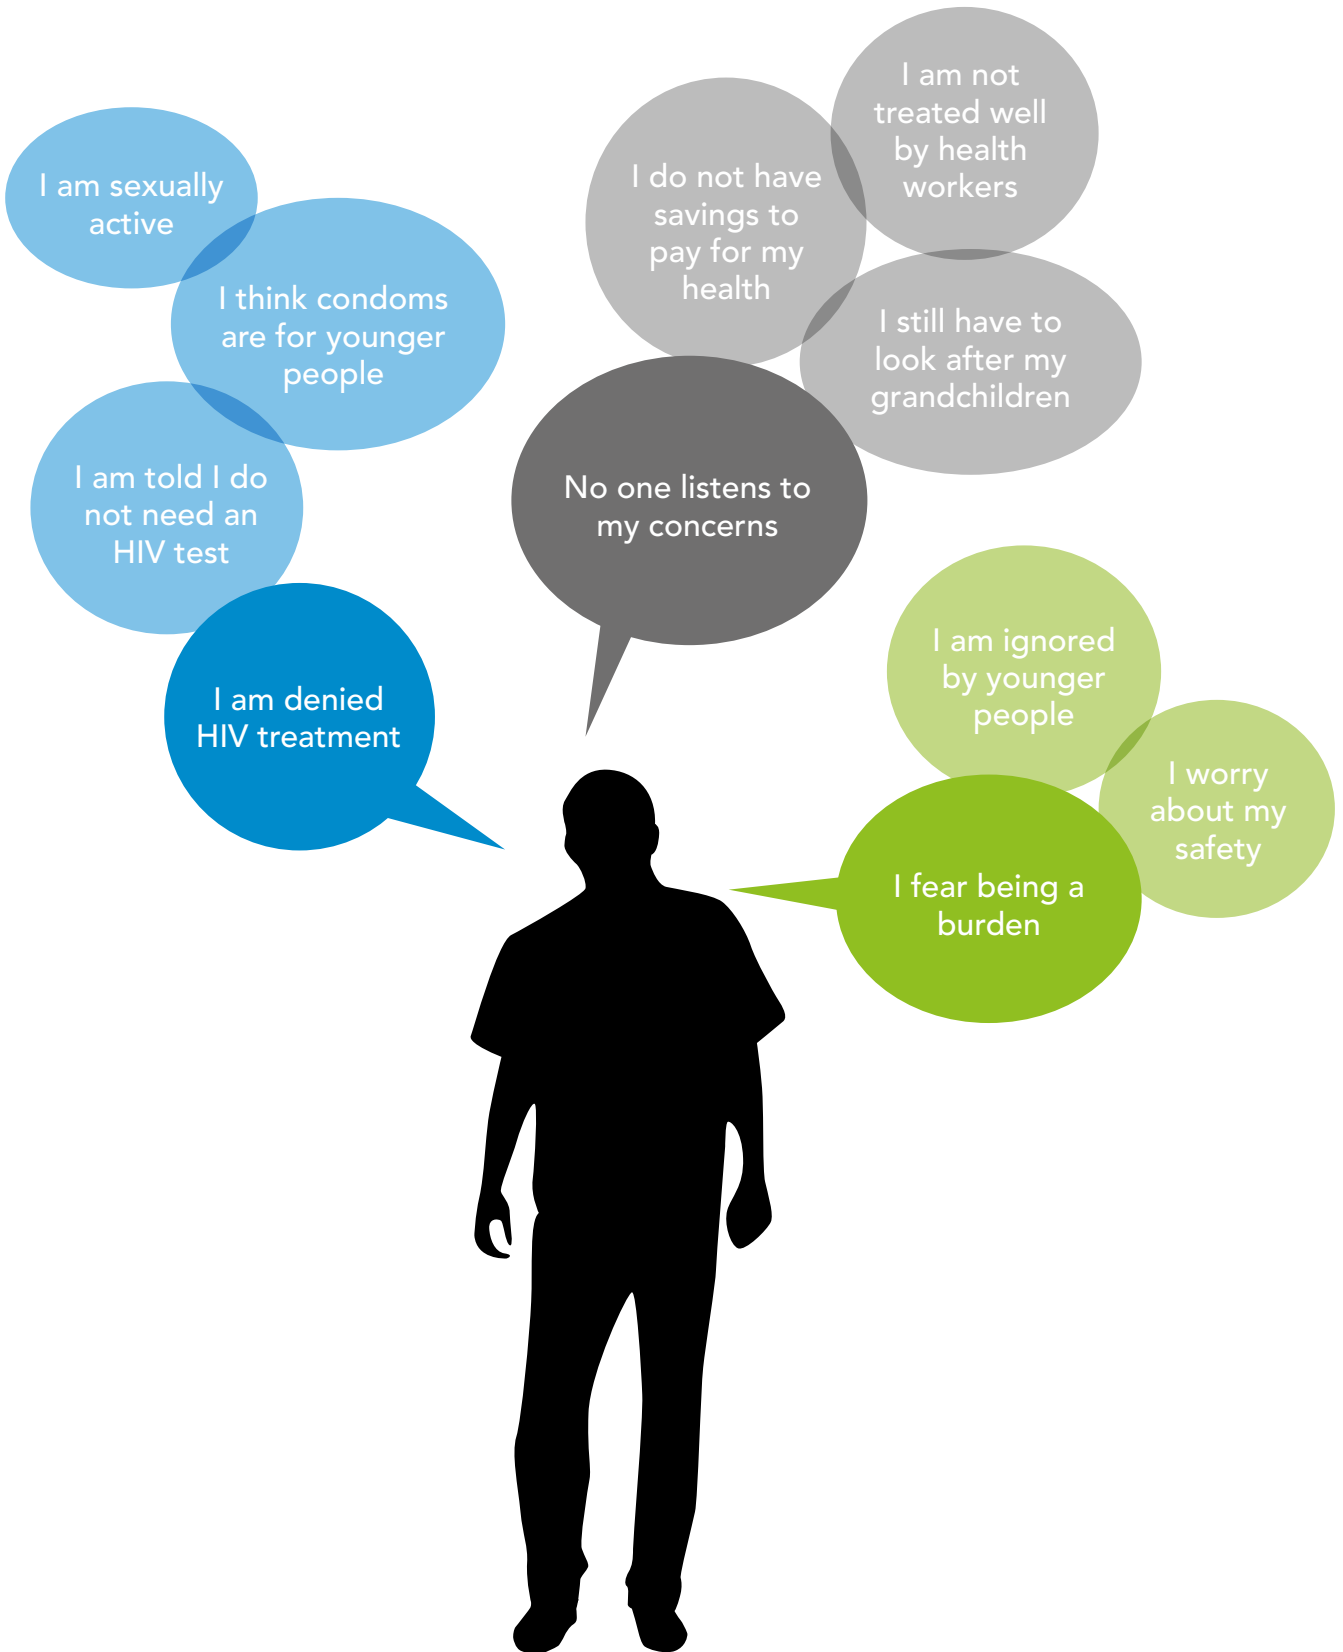 I am sexually
active
I think condoms
are for younger
people
I am told I do
not need an
HIV test
I am denied
HIV treatment
I do not have
savings to
pay for my
health
I am not
treated well
by health
workers
I still have to
look after my
grandchildren
No one listens to
my concerns
I am ignored
by younger
people
I worry
about my
safety
I fear being a
burden